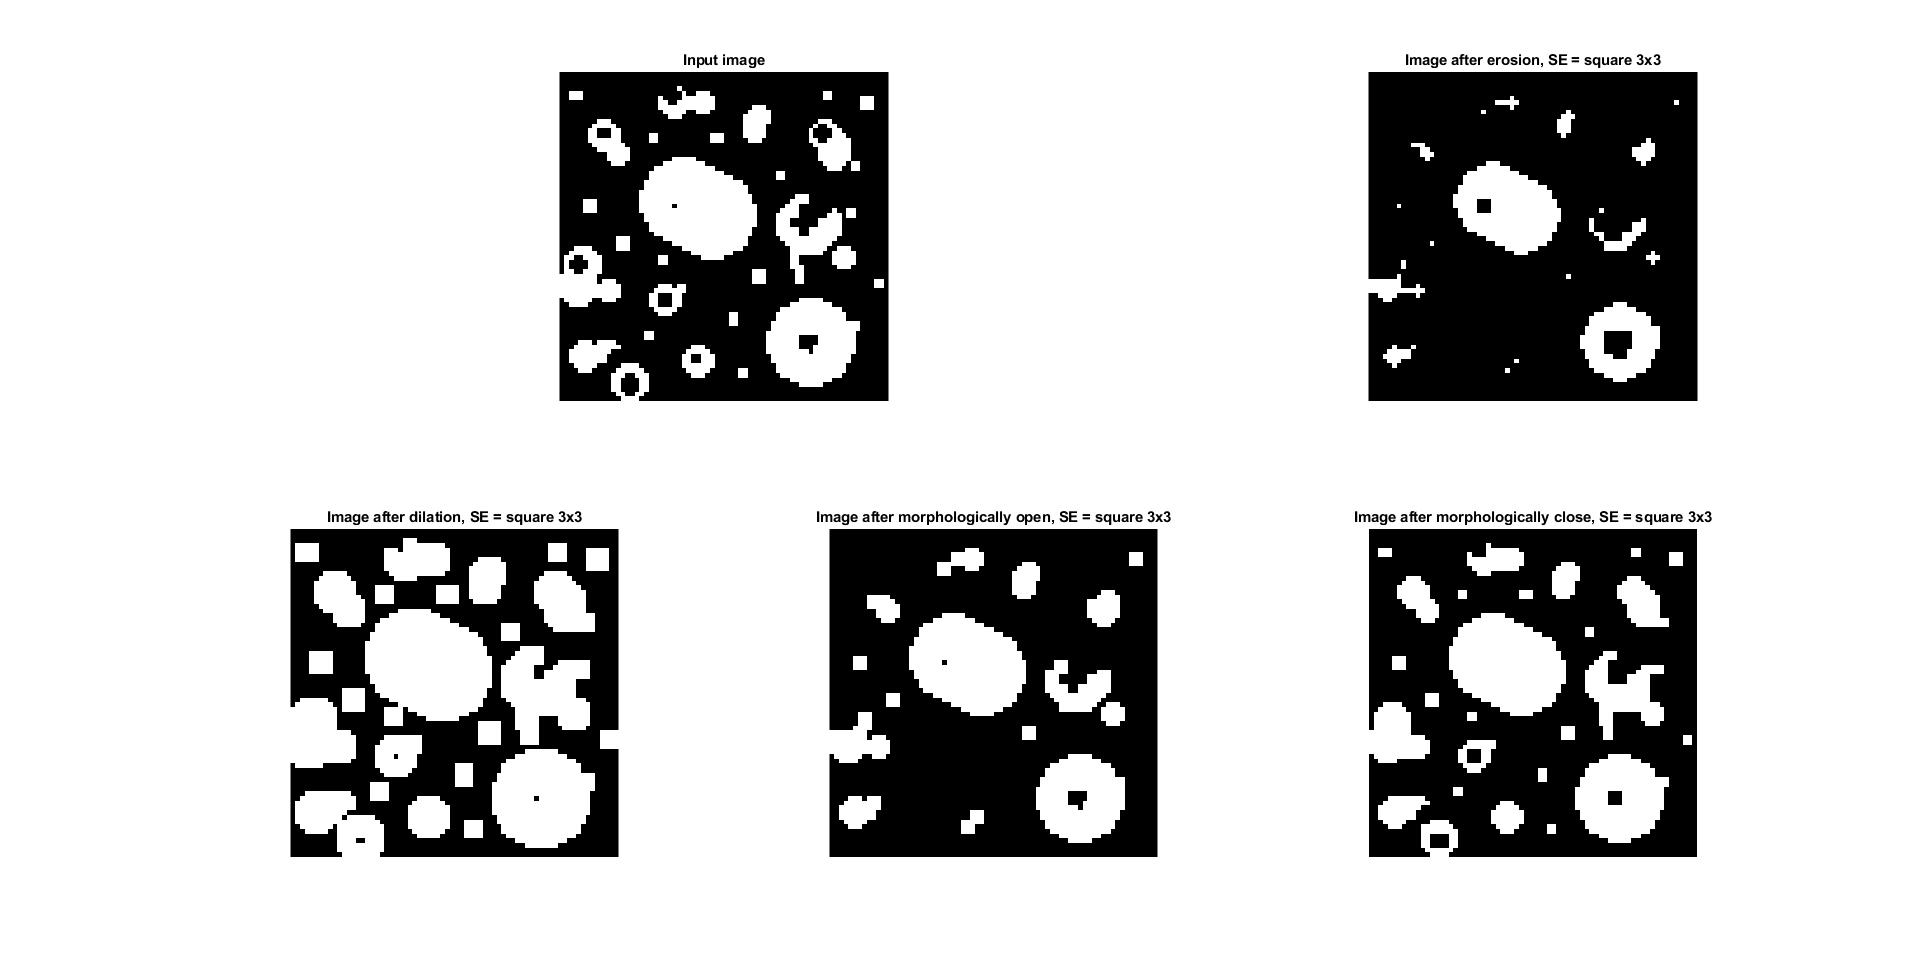 Input image
Image after erosion, SE = square 3x3
Image after dilation, SE = square 3x3
Image after morphologically open, SE = square 3x3
Image after morphologically close, SE = square 3x3